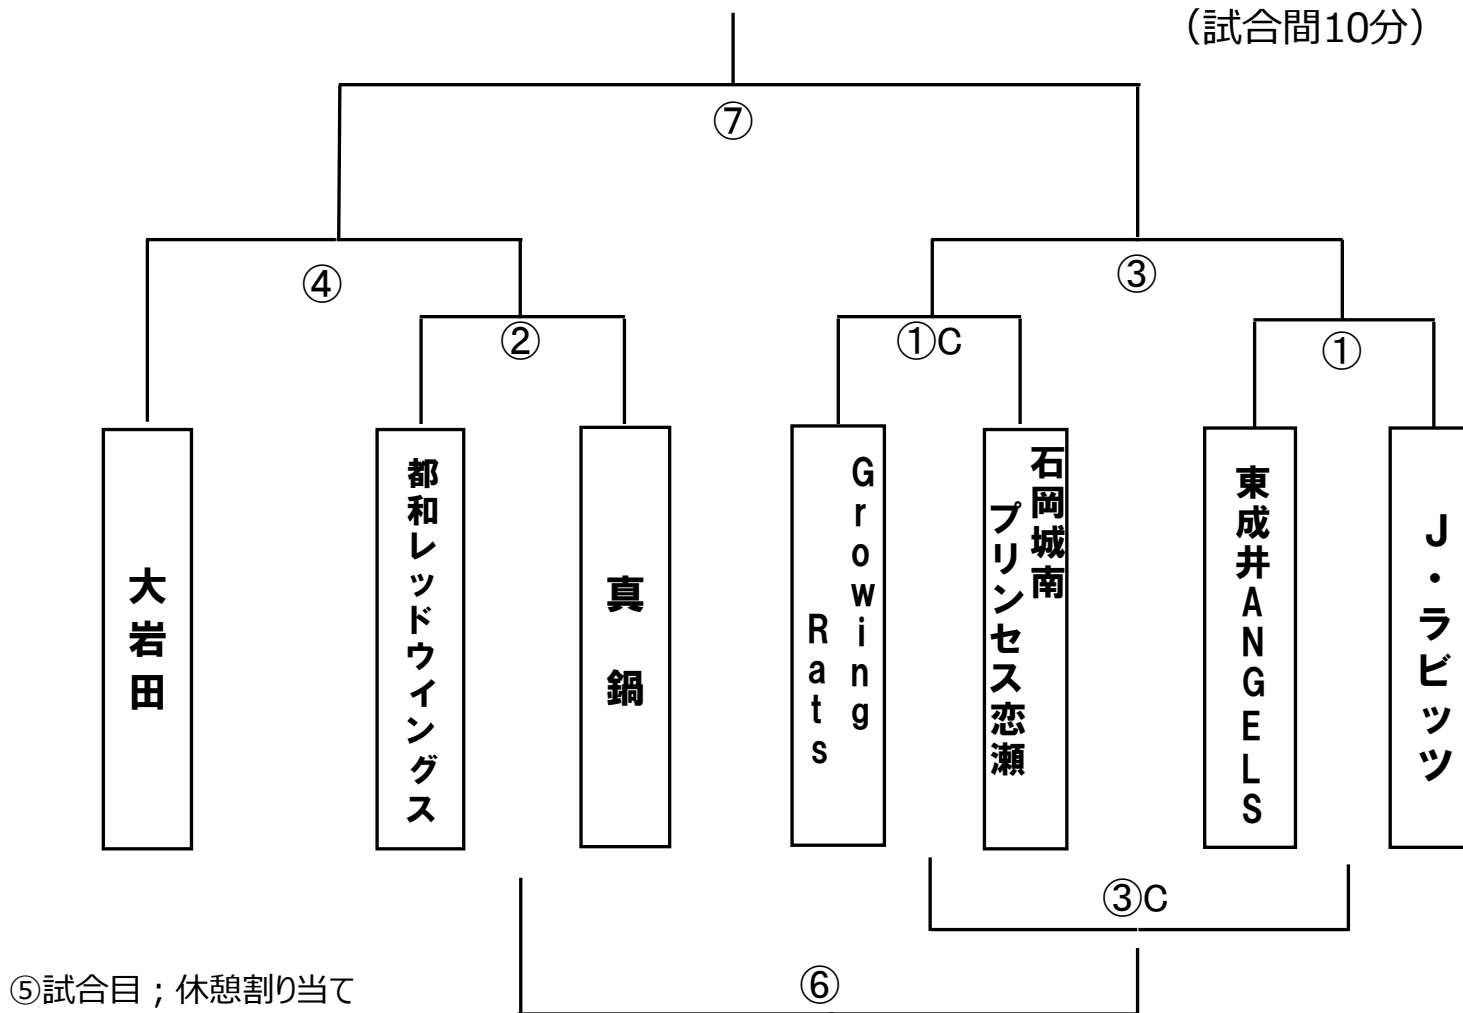 （試合間10分）
⑦
④
③
②
①C
①
大岩田
都和レッドウイングス
真鍋
Growing
Rats
石岡城南
プリンセス恋瀬
東成井ANGELS
J・ラビッツ
③C
⑥
⑤試合目；休憩割り当て